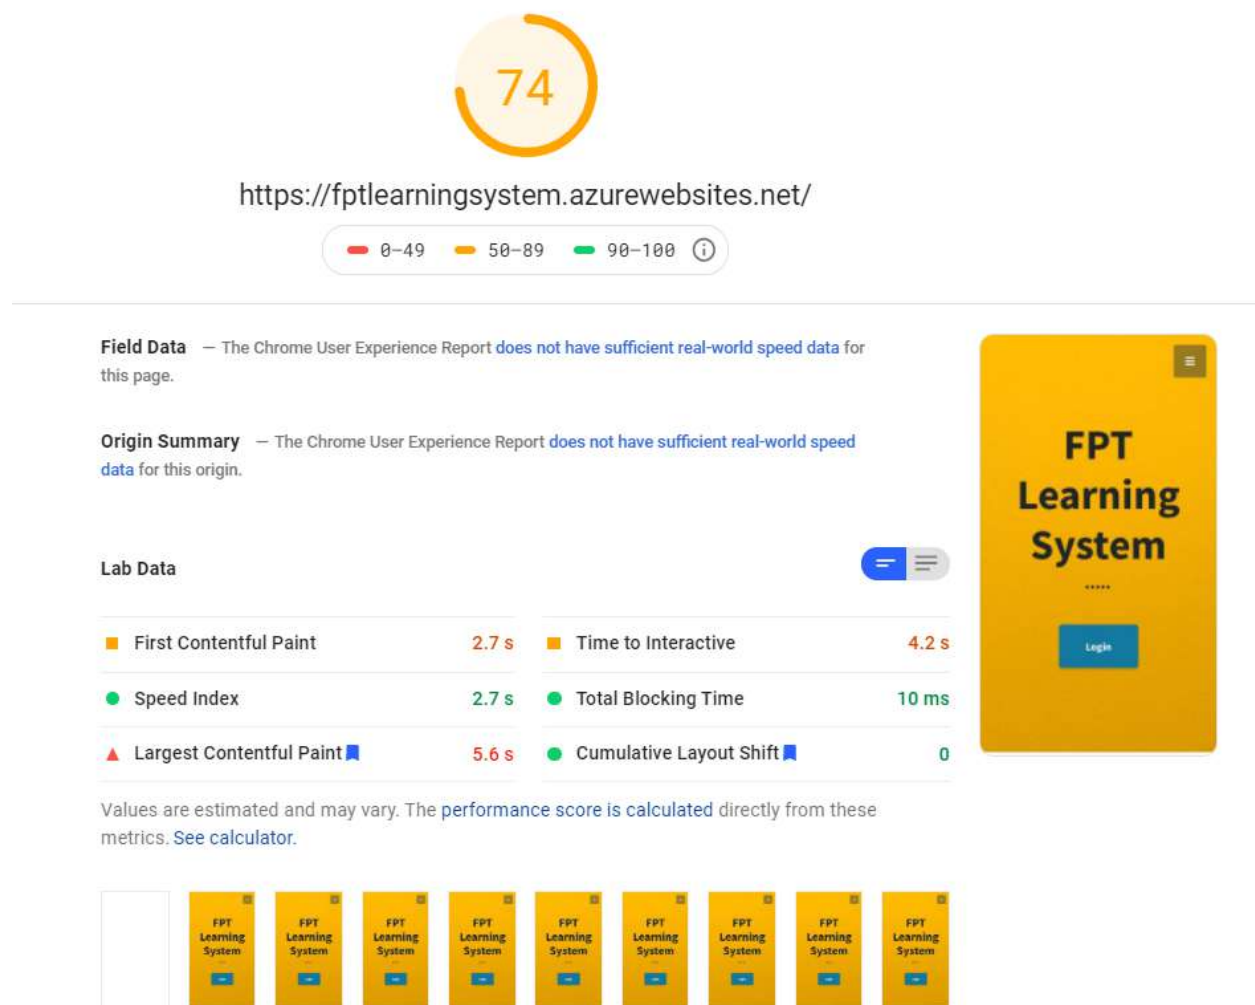 74
https://fptlearningsystem.azurewebsites.net/
0–49 50–89 90–100
Field Data — The Chrome User Experience Report does not have sufficient real-world speed data for
this page.
Origin Summary — The Chrome User Experience Report does not have sufficient real-world speed
data for this origin.
Lab Data
First Contentful Paint 2.7 s
Time to Interactive 4.2 s
Speed Index 2.7 s
Total Blocking Time 10 ms
Largest Contentful Paint 5.6 s
Cumulative Layout Shift 0
Values are estimated and may vary. The performance score is calculated directly from these
metrics. See calculator.
FPT
Learning
System
Login
FPT FPT FPT FPT FPT FPT FPT FPT FPT
Learning Learning Learning Learning Learning Learning Learning Learning Learning
System System System System System System System System System